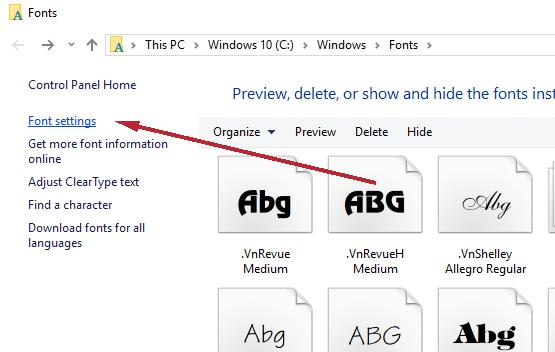 Fonts
This PC > Windows 10 (C:) > Windows > Fonts >
Control Panel Home
Font settings
Get more font information
online
Adjust ClearType text
Find a character
Download fonts for all
languages
Preview, delete, or show and hide the fonts inst
Organize Preview Delete Hide
Abg ABG Abg
.VnRevue
Medium
.VnRevueH
Medium
.VnShelley
Allegro Regular
Abg ABG Abg